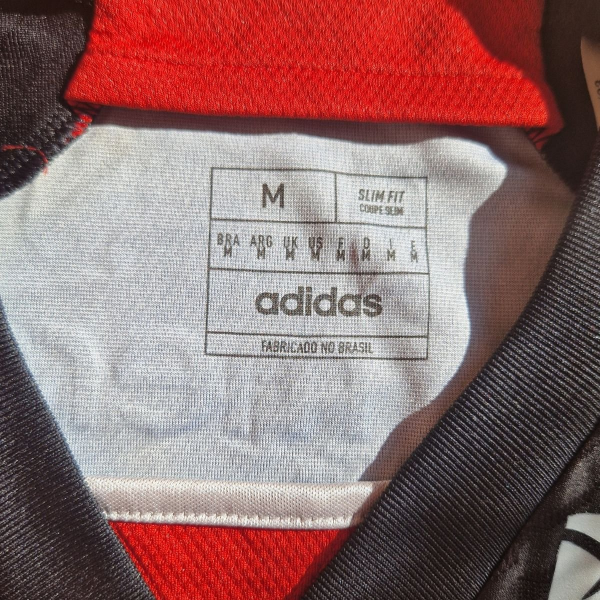 M
SLIM FIT
COUPE SLIM
BRA ARG UK US F D I E
M M M M M M M M
adidas
FABRICADO NO BRASIL